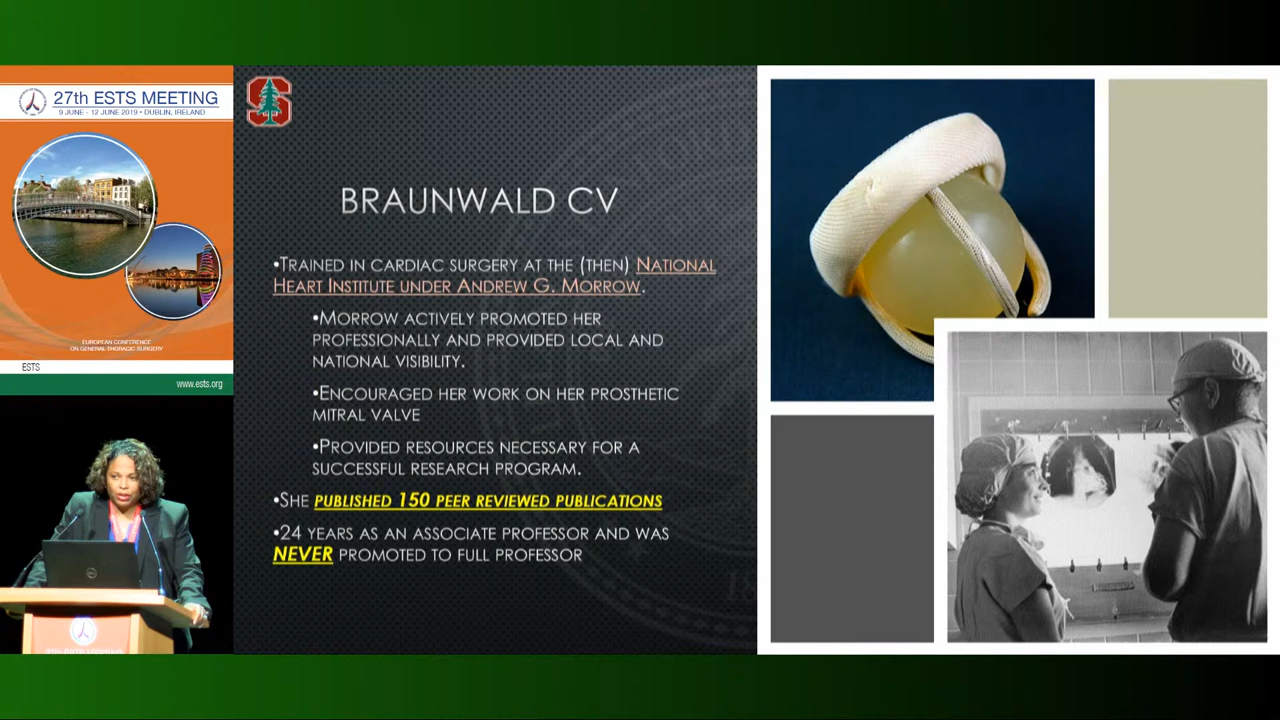 27th ESTS MEETING
9 JUNE - 12 JUNE 2019 • DUBLIN, IRELAND
EUROPEAN CONFERENCE
ON GENERAL THORACIC SURGERY
ESTS
www.ests.org
27TH ESTS MEETING
S
BRAUNWALD CV
•TRAINED IN CARDIAC SURGERY AT THE (THEN) NATIONAL
HEART INSTITUTE UNDER ANDREW G. MORROW.
•MORROW ACTIVELY PROMOTED HER
PROFESSIONALLY AND PROVIDED LOCAL AND
NATIONAL VISIBILITY.
•ENCOURAGED HER WORK ON HER PROSTHETIC
MITRAL VALVE
•PROVIDED RESOURCES NECESSARY FOR A
SUCCESSFUL RESEARCH PROGRAM.
•SHE PUBLISHED 150 PEER REVIEWED PUBLICATIONS
•24 YEARS AS AN ASSOCIATE PROFESSOR AND WAS
NEVER PROMOTED TO FULL PROFESSOR